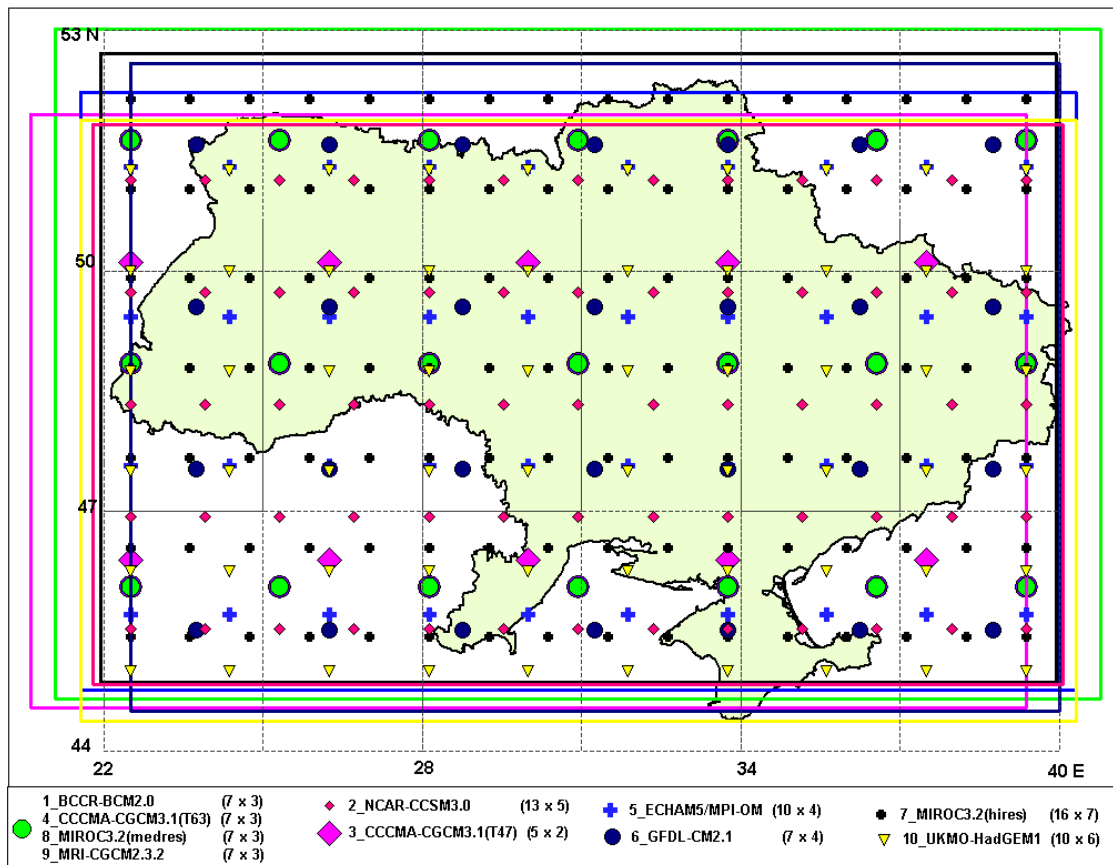 53 N
50
47
44
22 28 34 40 E
1_BCCR-BCM2.0 (7 x 3)
4_CCCMA-CGCM3.1(T63) (7 x 3)
8_MIROC3.2(medres) (7 x 3)
9_MRI-CGCM2.3.2 (7 x 3)
2_NCAR-CCSM3.0 (13 x 5)
3_CCCMA-CGCM3.1(T47) (5 x 2)
5_ECHAM5/MPI-OM (10 x 4)
6_GFDL-CM2.1 (7 x 4)
7_MIROC3.2(hires) (16 x 7)
10_UKMO-HadGEM1 (10 x 6)